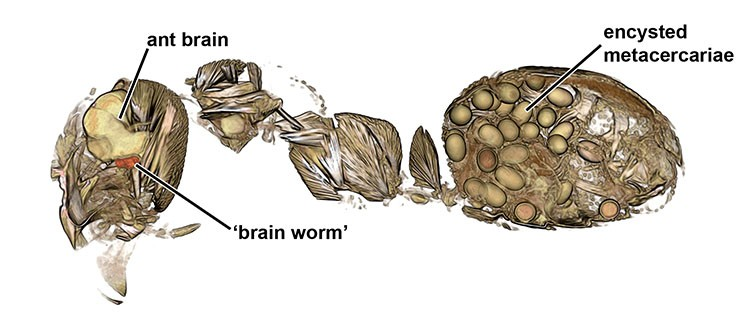 ant brain
encysted
metacercariae
'brain worm'